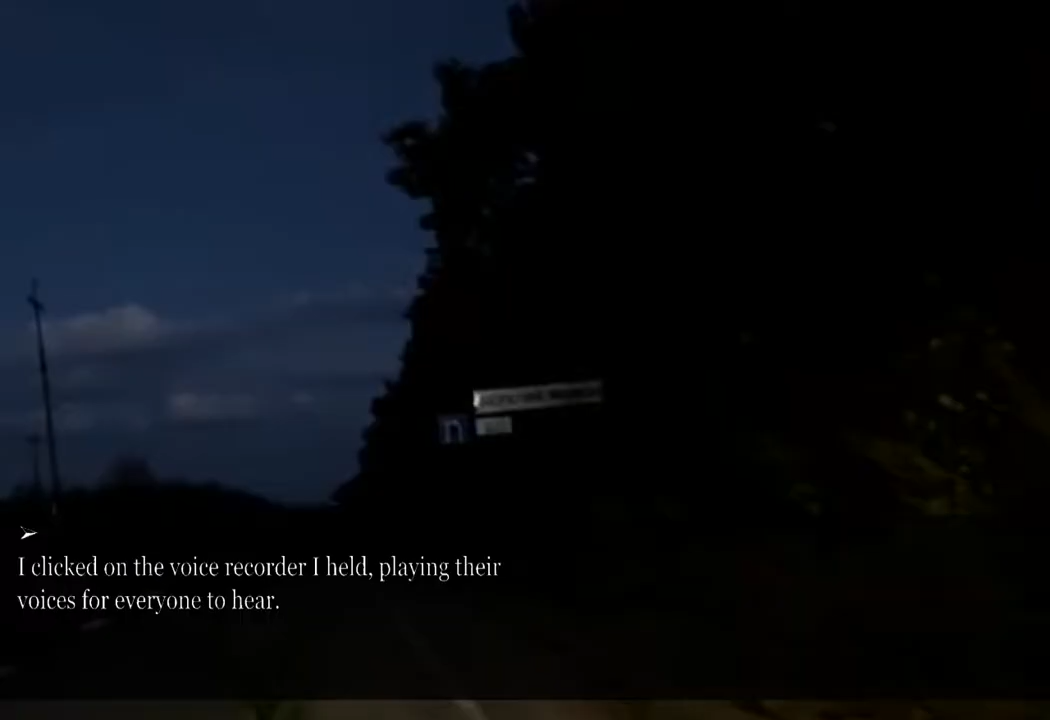 I clicked on the voice recorder I held, playing their
voices for everyone to hear.